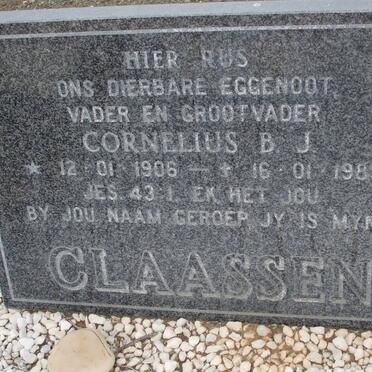 HIER RUS
ONS DIERBARE EGGENOOT,
VADER EN GROOTVADER
CORNELIUS B J
* 12·01·1906 — + 16·01·198
JES 43:1 EK HET JOU
BY JOU NAAM GEROEP JY IS MYN
CLAASSEN